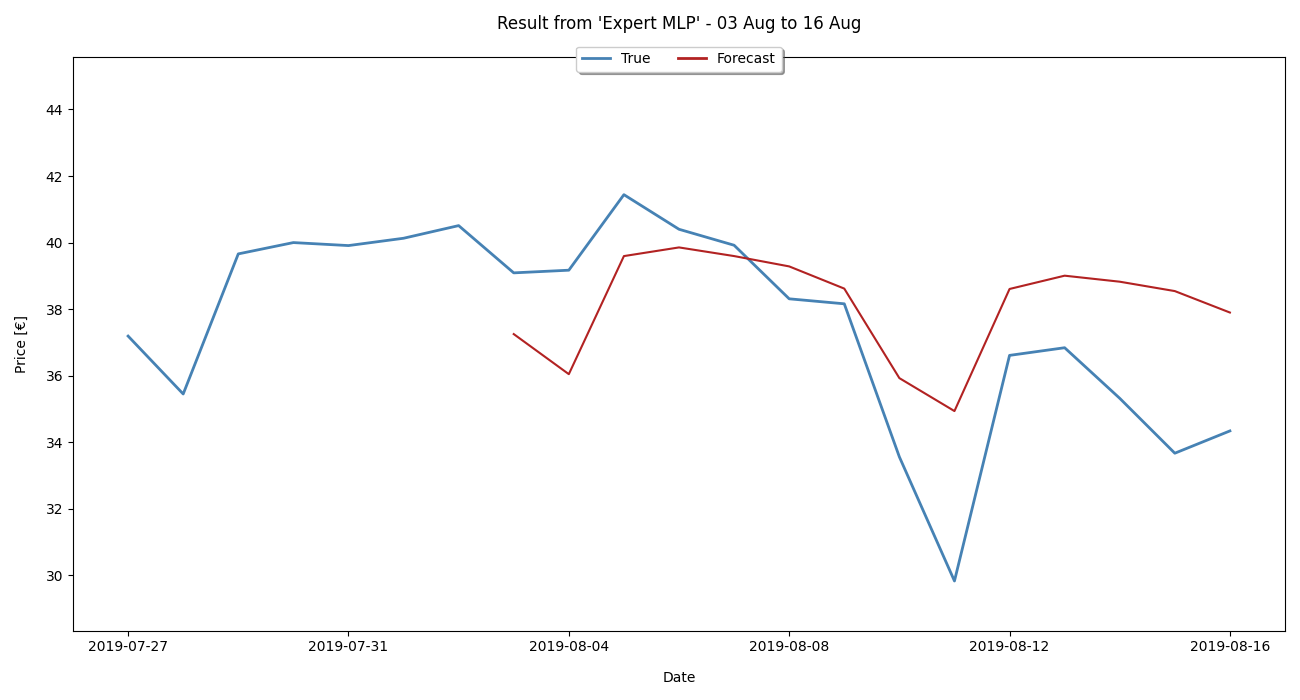 Result from 'Expert MLP' - 03 Aug to 16 Aug
True Forecast
44
42
40
38
36
34
32
30
Price [€]
2019-07-27 2019-07-31 2019-08-04 2019-08-08 2019-08-12 2019-08-16
Date